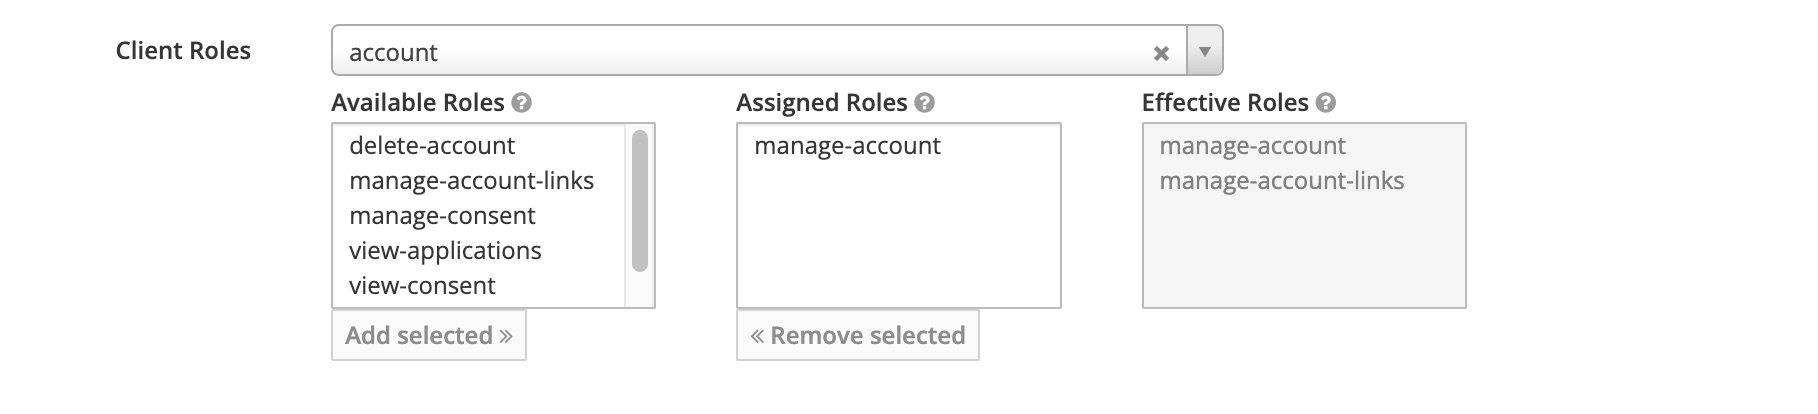 Client Roles
account
Available Roles
Assigned Roles
Effective Roles
delete-account
manage-account-links
manage-consent
view-applications
view-consent
manage-account
manage-account
manage-account-links
Add selected »
« Remove selected